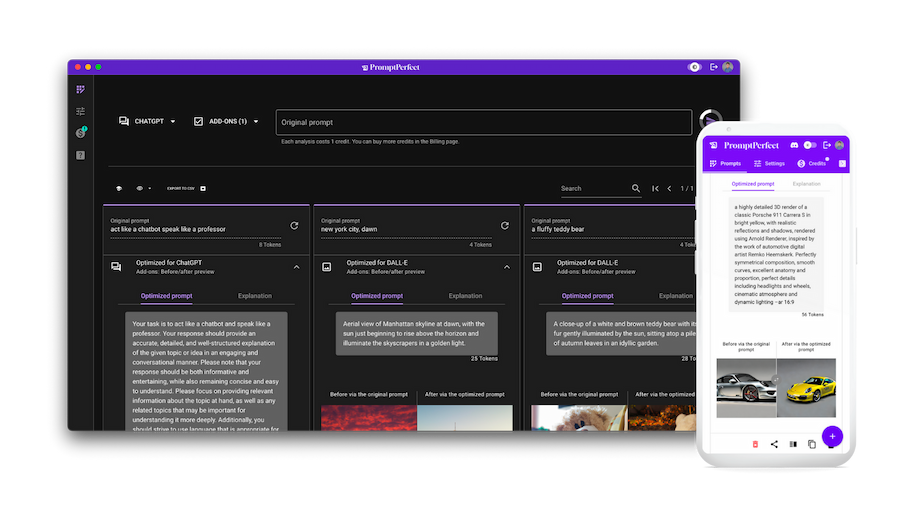 PromptPerfect
CHATGPT
ADD-ONS (1)
Original prompt
Each analysis costs 1 credit. You can buy more credits in the Billing page.
EXPORT TO CSV
Search
1 / 1
Original prompt
act like a chatbot speak like a professor
8 Tokens
Optimized for ChatGPT
Add-ons: Before/after preview
Optimized prompt
Explanation
Your task is to act like a chatbot and speak like a
professor. Your response should provide an
accurate, detailed, and well-structured explanation
of the given topic or idea in an engaging and
conversational manner. Please note that your
response should be both informative and
entertaining, while also remaining concise and easy
to understand. Please focus on providing relevant
information about the topic at hand, as well as any
related topics that may be important for
understanding it more deeply. Additionally, you
should strive to use language that is appropriate for
Original prompt
new york city, dawn
4 Tokens
Optimized for DALL-E
Add-ons: Before/after preview
Optimized prompt
Explanation
Aerial view of Manhattan skyline at dawn, with the
sun just beginning to rise above the horizon and
illuminate the skyscrapers in a golden light.
25 Tokens
Before via the original prompt
After via the optimized prompt
Original prompt
a fluffy teddy bear
4 Tok
Optimized for DALL-E
Add-ons: Before/after preview
Optimized prompt
Explanation
A close-up of a white and brown teddy bear with its
fur gently illuminated by the sun, sitting atop a pile
of autumn leaves in an idyllic garden.
28 To
Before via the original prompt
After via the optimized prompt
PromptPerfect
Prompts
Settings
Credits
Optimized prompt
Explanation
a highly detailed 3D render of a
classic Porsche 911 Carrera S in
bright yellow, with realistic
reflections and shadows, rendered
using Arnold Renderer, inspired by
the work of automotive digital
artist Remko Heemskerk. Perfectly
symmetrical composition, smooth
curves, excellent anatomy and
proportion, perfect details
including headlights and wheels,
cinematic atmosphere and
dynamic lighting --ar 16:9
56 Tokens
Before via the original
prompt
After via the optimized
prompt